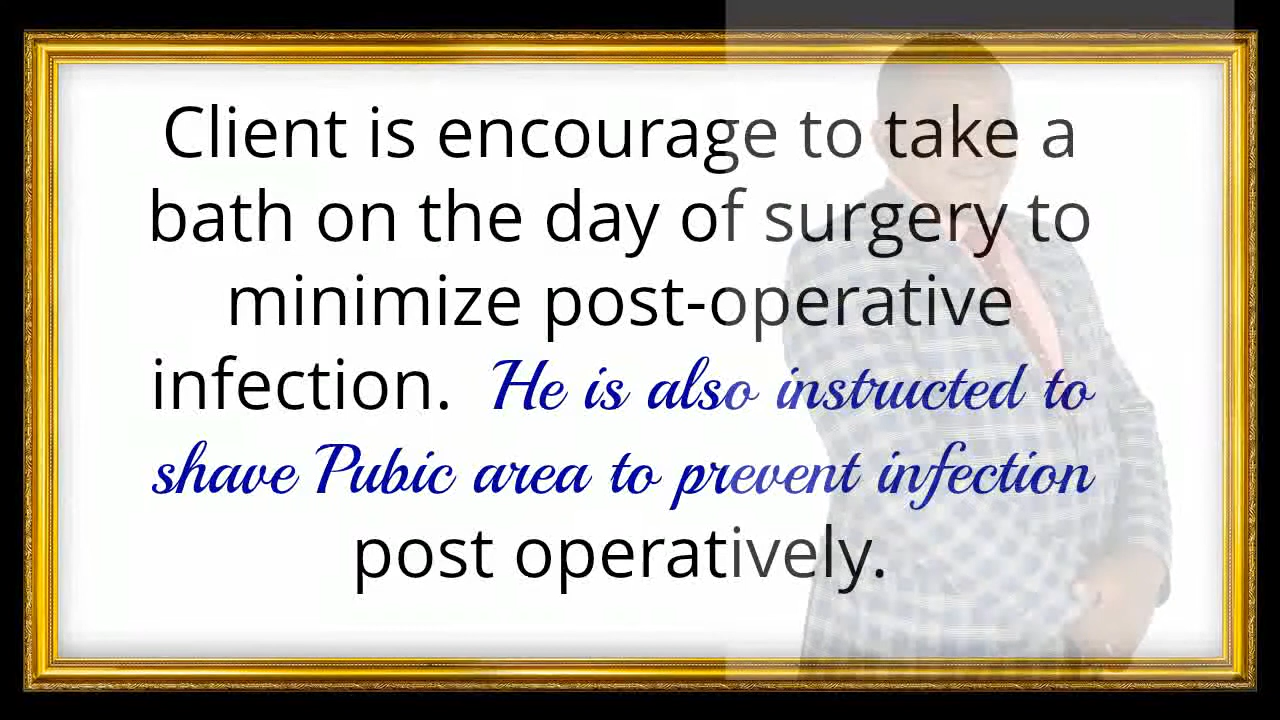 Client is encourage to take a
bath on the day of surgery to
minimize post-operative
infection. He is also instructed to
shave Pubic area to prevent infection
post operatively.